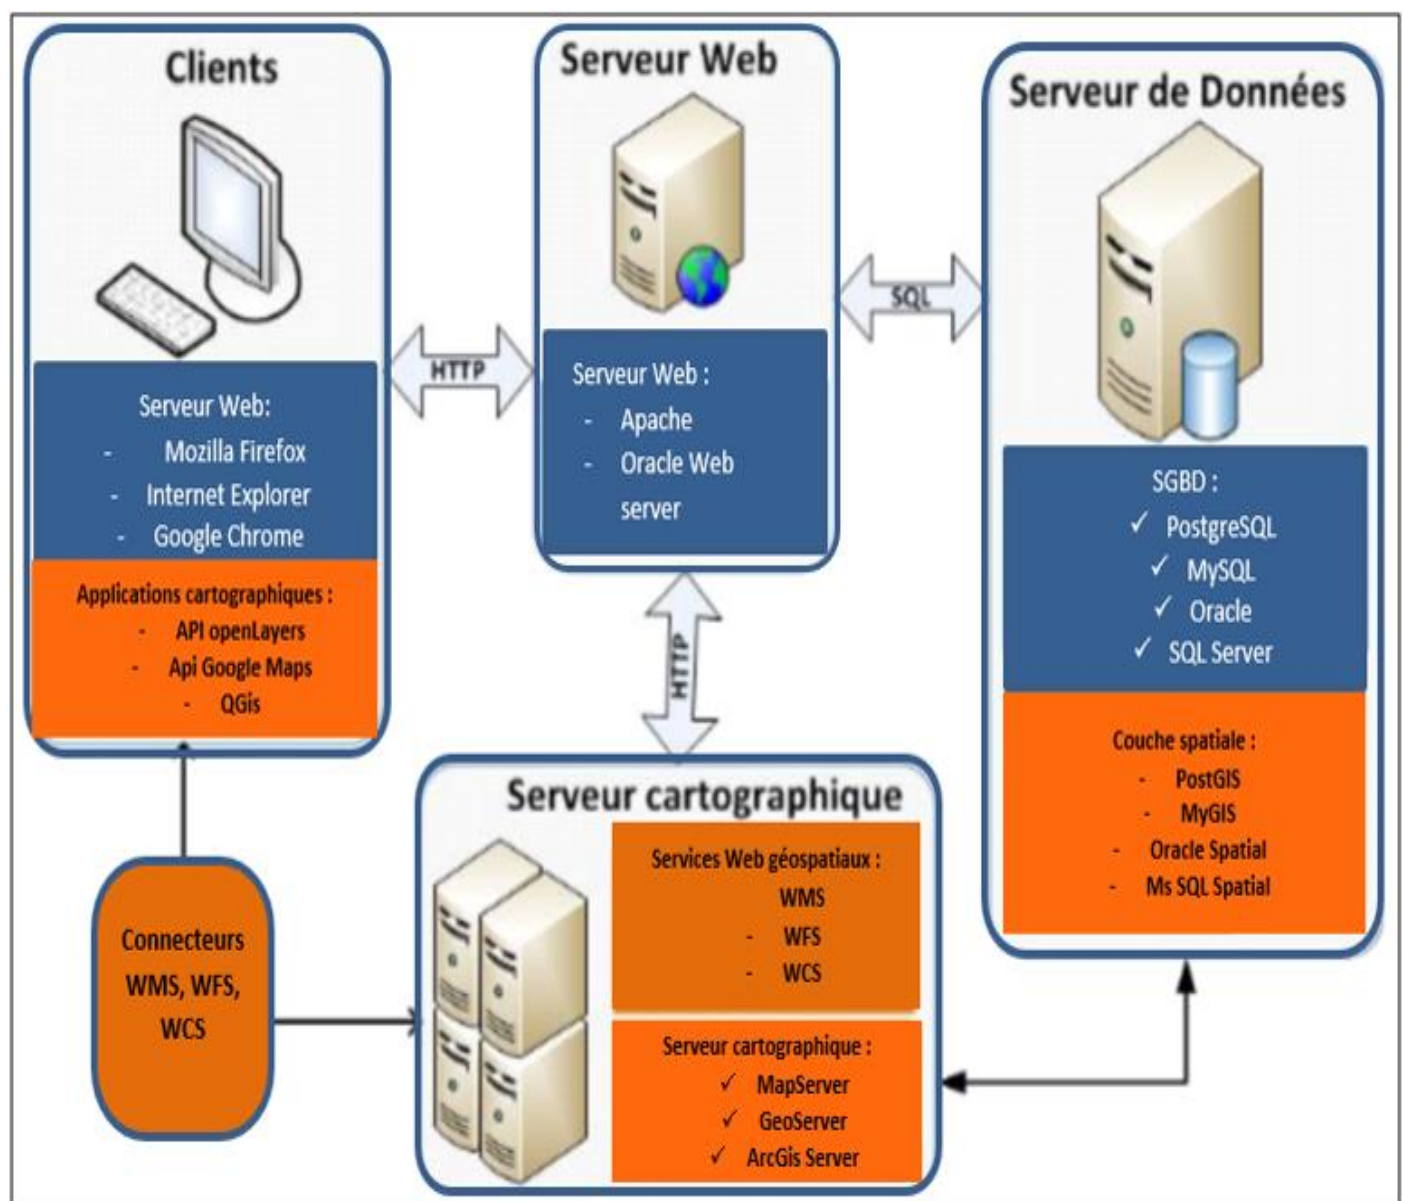 Clients
Serveur Web:
- Mozilla Firefox
- Internet Explorer
- Google Chrome
Applications cartographiques :
- API openLayers
- Api Google Maps
- QGis
HTTP
Serveur Web
Serveur Web :
- Apache
- Oracle Web
server
SQL
Serveur de Données
SGBD :
✓ PostgreSQL
✓ MySQL
✓ Oracle
✓ SQL Server
Couche spatiale :
- PostGIS
- MyGIS
- Oracle Spatial
- Ms SQL Spatial
HTTP
Connecteurs
WMS, WFS,
WCS
Serveur cartographique
Services Web géospatiaux :
WMS
- WFS
- WCS
Serveur cartographique :
✓ MapServer
✓ GeoServer
✓ ArcGis Server